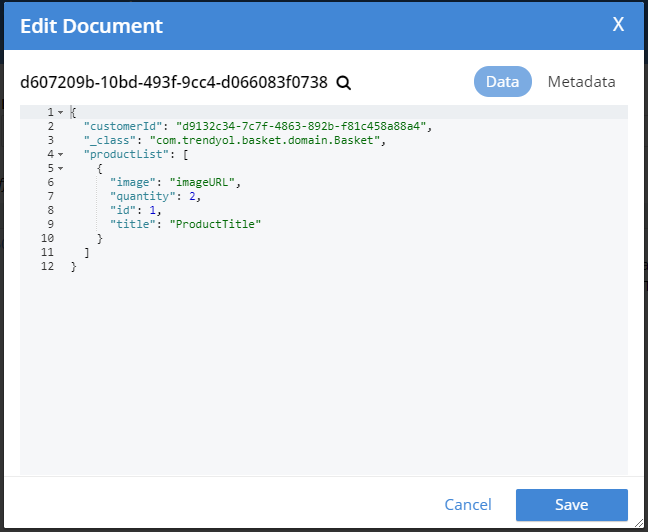 Edit Document X
d607209b-10bd-493f-9cc4-d066083f0738 Data Metadata
1 {
2 "customerId": "d9132c34-7c7f-4863-892b-f81c458a88a4",
3 "_class": "com.trendyol.basket.domain.Basket",
4 "productList": [
5 {
6 "image": "imageURL",
7 "quantity": 2,
8 "id": 1,
9 "title": "ProductTitle"
10 }
11 ]
12 }
Cancel Save